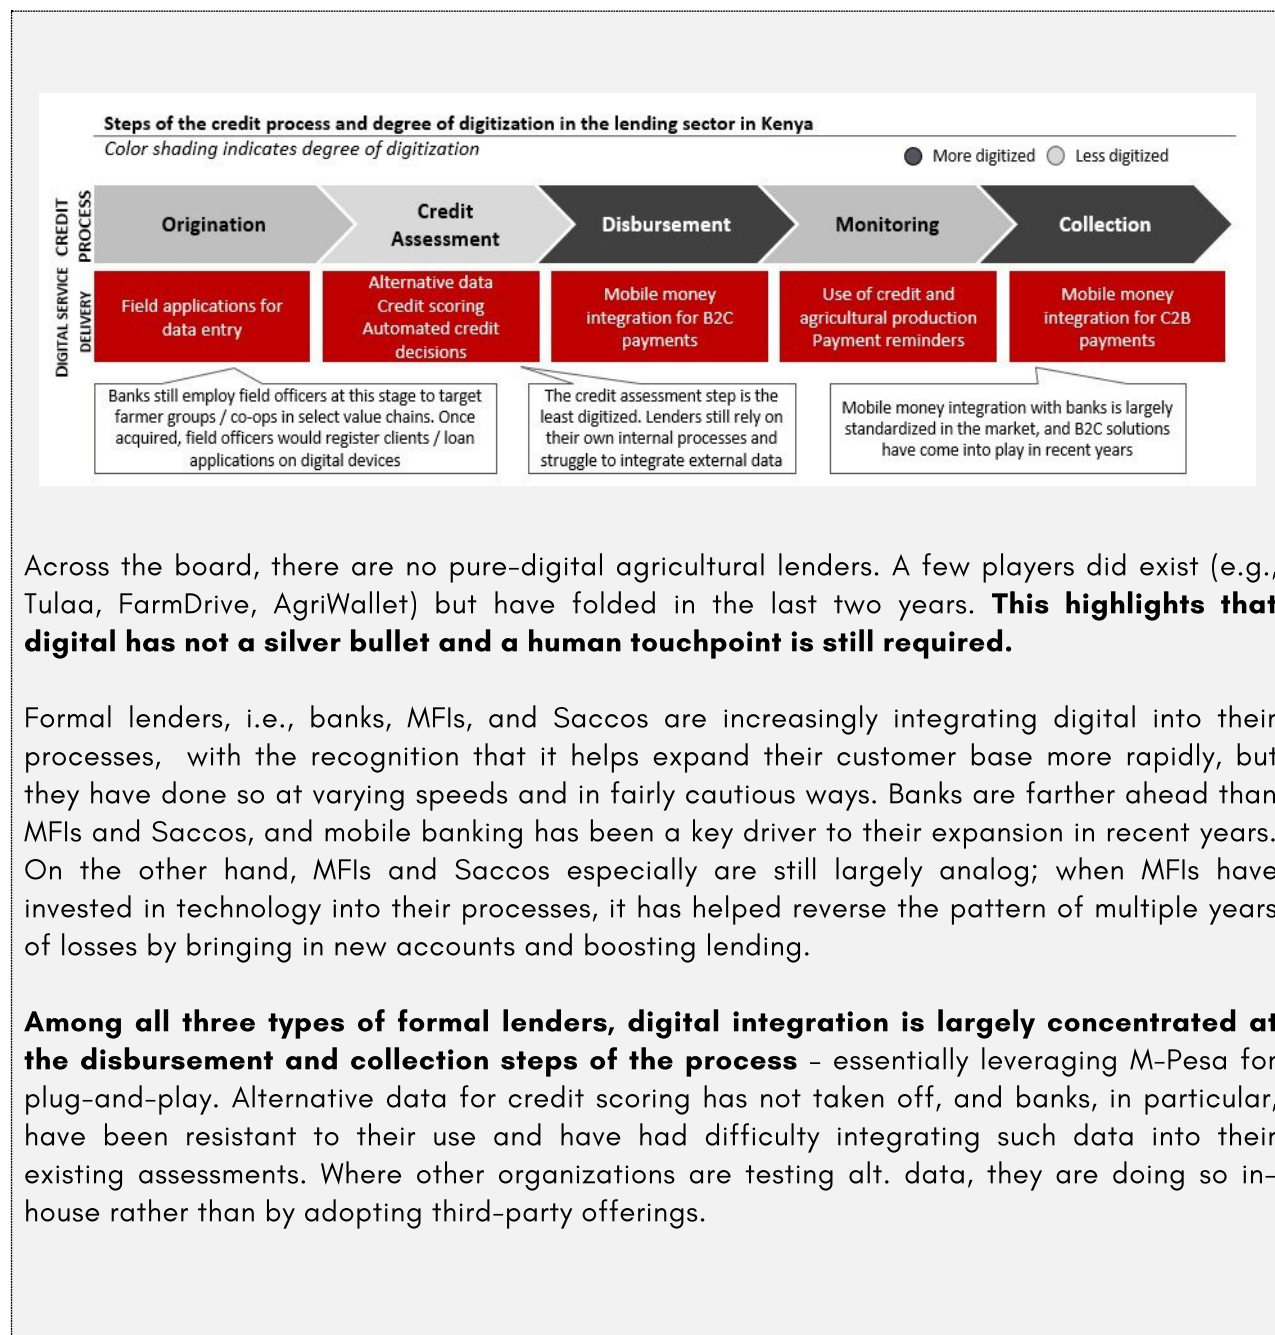 Steps of the credit process and degree of digitization in the lending sector in Kenya
Color shading indicates degree of digitization
More digitized
Less digitized
CREDIT
PROCESS
Origination
Credit
Assessment
Disbursement
Monitoring
Collection
DIGITAL SERVICE
DELIVERY
Field applications for
data entry
Alternative data
Credit scoring
Automated credit
decisions
Mobile money
integration for B2C
payments
Use of credit and
agricultural production
Payment reminders
Mobile money
integration for C2B
payments
Banks still employ field officers at this stage to target
farmer groups / co-ops in select value chains. Once
acquired, field officers would register clients / loan
applications on digital devices
The credit assessment step is the
least digitized. Lenders still rely on
their own internal processes and
struggle to integrate external data
Mobile money integration with banks is largely
standardized in the market, and B2C solutions
have come into play in recent years
Across the board, there are no pure-digital agricultural lenders. A few players did exist (e.g.,
Tulaa, FarmDrive, AgriWallet) but have folded in the last two years. This highlights that
digital has not a silver bullet and a human touchpoint is still required.
Formal lenders, i.e., banks, MFIs, and Saccos are increasingly integrating digital into their
processes, with the recognition that it helps expand their customer base more rapidly, but
they have done so at varying speeds and in fairly cautious ways. Banks are farther ahead than
MFIs and Saccos, and mobile banking has been a key driver to their expansion in recent years.
On the other hand, MFIs and Saccos especially are still largely analog; when MFIs have
invested in technology into their processes, it has helped reverse the pattern of multiple years
of losses by bringing in new accounts and boosting lending.
Among all three types of formal lenders, digital integration is largely concentrated at
the disbursement and collection steps of the process – essentially leveraging M-Pesa for
plug-and-play. Alternative data for credit scoring has not taken off, and banks, in particular,
have been resistant to their use and have had difficulty integrating such data into their
existing assessments. Where other organizations are testing alt. data, they are doing so in-
house rather than by adopting third-party offerings.